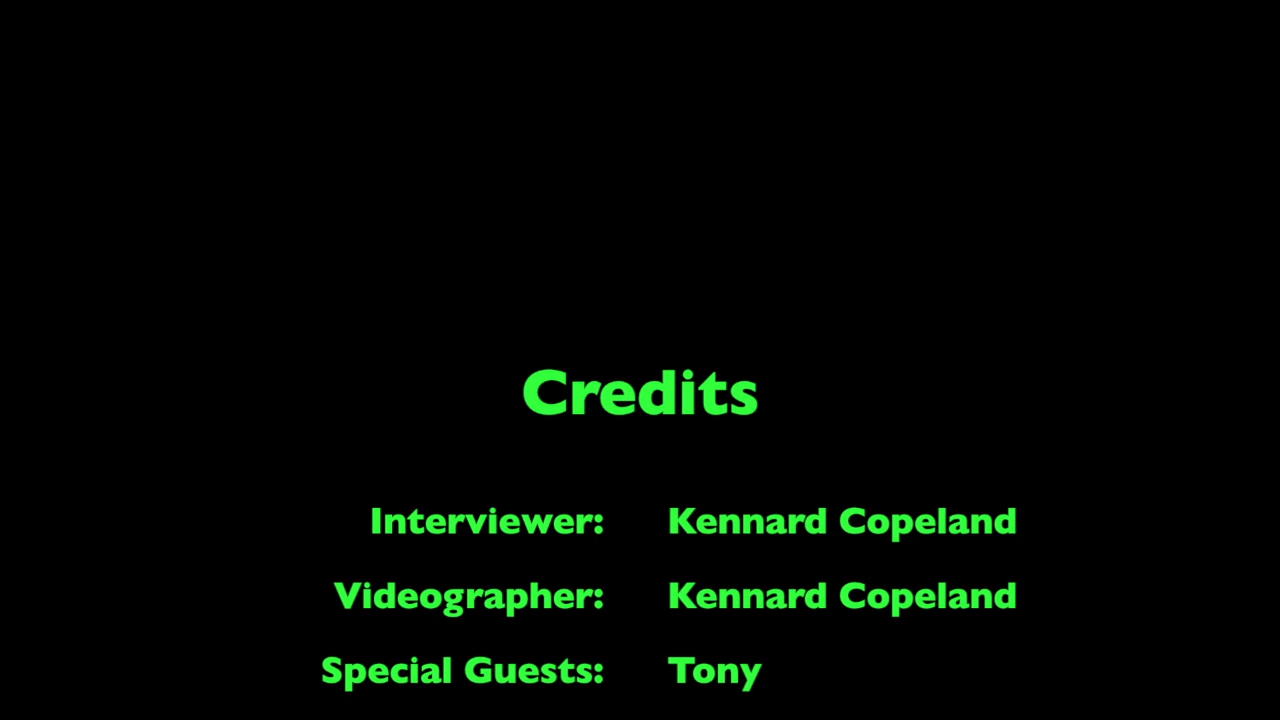 Credits
Interviewer: Kennard Copeland
Videographer: Kennard Copeland
Special Guests: Tony